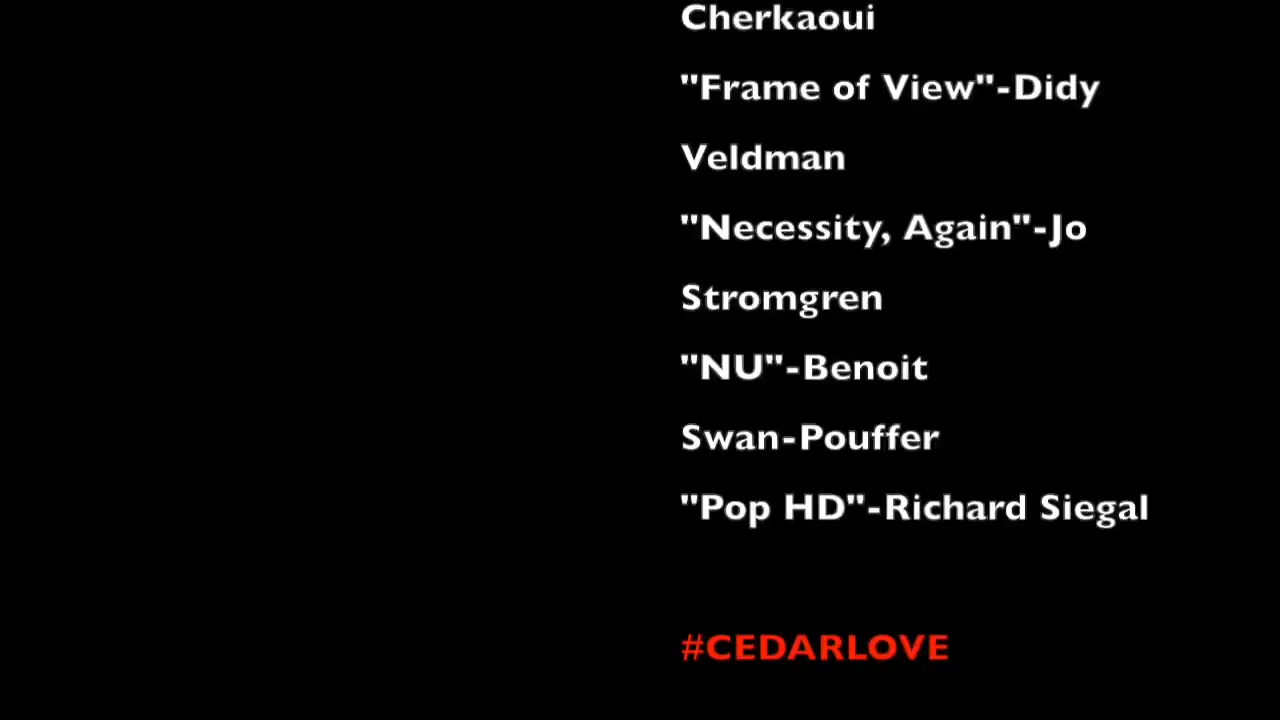 Cherkaoui
"Frame of View"-Didy
Veldman
"Necessity, Again"-Jo
Stromgren
"NU"-Benoit
Swan-Pouffer
"Pop HD"-Richard Siegal
#CEDARLOVE